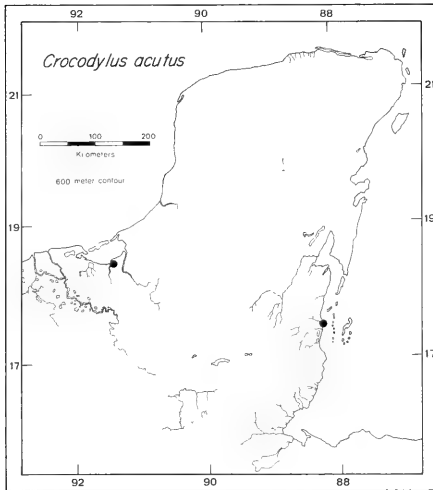 92 90 88
Crocodylus acutus
21 21
0 100 200
Kilometers
600 meter contour
19 19
17 17
92 90 88